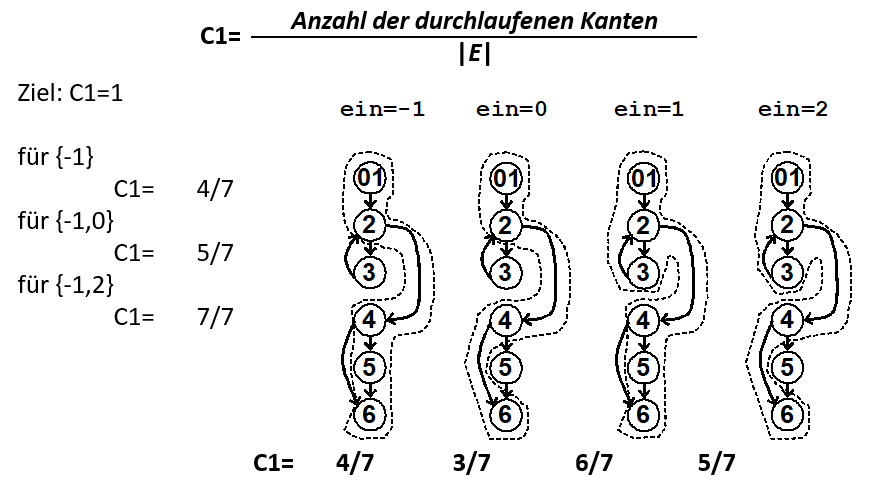 C1= Anzahl der durchlaufenen Kanten
|E|
Ziel: C1=1
ein=-1 ein=0 ein=1 ein=2
für {-1}
C1= 4/7
für {-1,0}
C1= 5/7
für {-1,2}
C1= 7/7
01 01 01 01
2 2 2 2
3 3 3 3
4 4 4 4
5 5 5 5
6 6 6 6
C1= 4/7 3/7 6/7 5/7